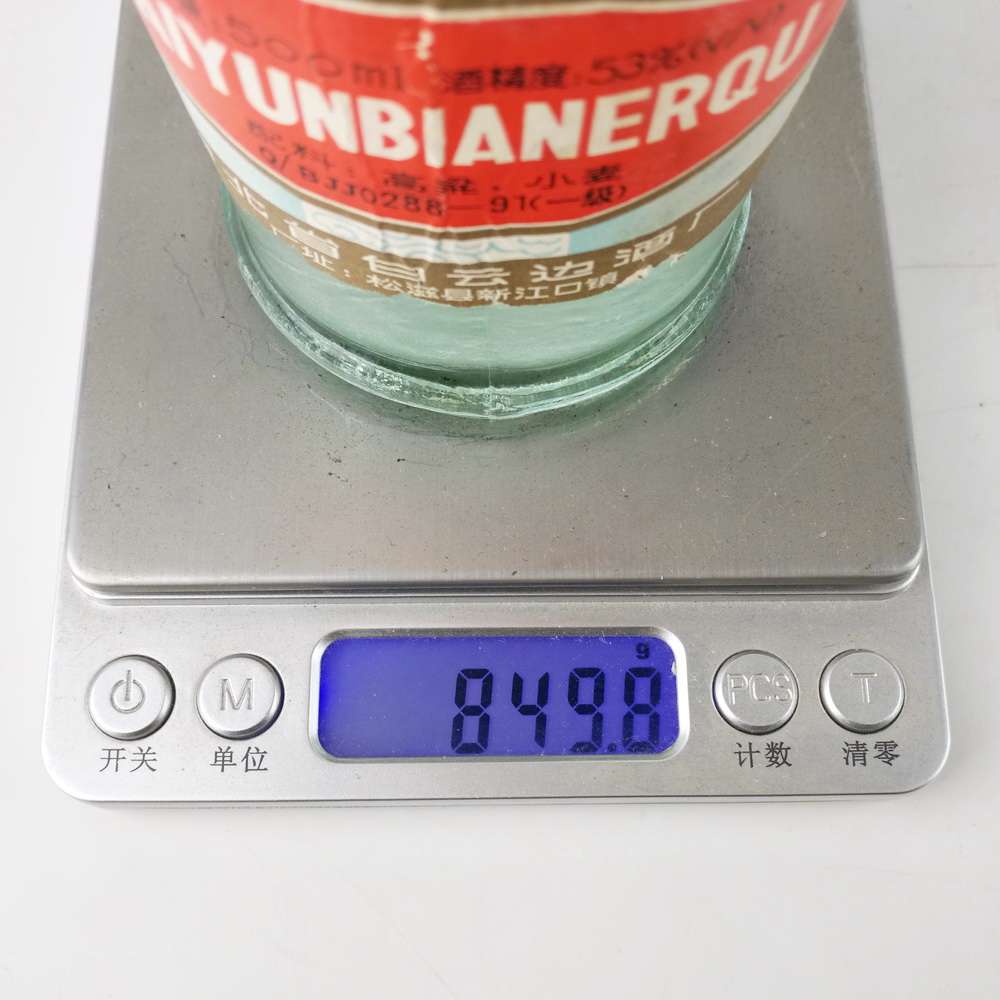 500ml 酒精度:53%(V/V)
IYUNBIANERQU
配料:高粱、小麦
Q/BJJ0288—91(一级)
北省白云边酒厂
址:松滋县新江口镇
g
849.8
M
PCS
T
开关
单位
计数
清零